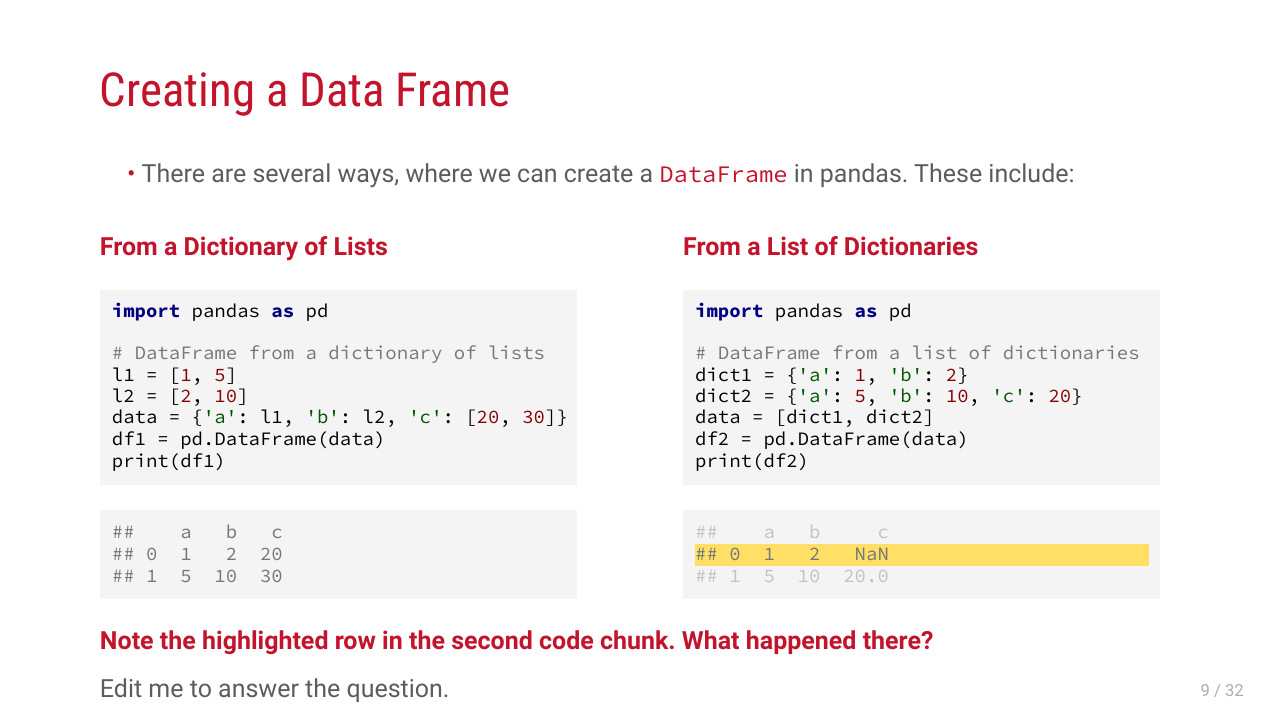 Creating a Data Frame
• There are several ways, where we can create a DataFrame in pandas. These include:
From a Dictionary of Lists
import pandas as pd
# DataFrame from a dictionary of lists
l1 = [1, 5]
l2 = [2, 10]
data = {'a': l1, 'b': l2, 'c': [20, 30]}
df1 = pd.DataFrame(data)
print(df1)
##    a   b   c
## 0  1   2  20
## 1  5  10  30
From a List of Dictionaries
import pandas as pd
# DataFrame from a list of dictionaries
dict1 = {'a': 1, 'b': 2}
dict2 = {'a': 5, 'b': 10, 'c': 20}
data = [dict1, dict2]
df2 = pd.DataFrame(data)
print(df2)
##    a   b     c
## 0  1   2   NaN
## 1  5  10  20.0
Note the highlighted row in the second code chunk. What happened there?
Edit me to answer the question.
9 / 32